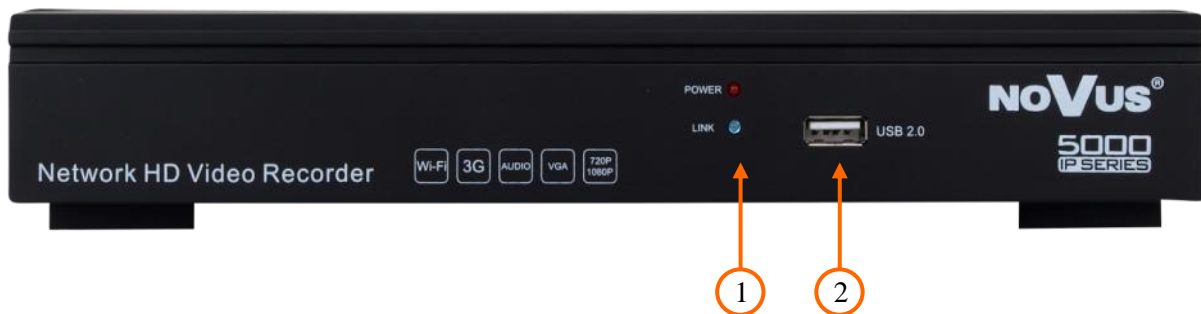 POWER
LINK
USB 2.0
NOVUS®
5000
IP SERIES
Network HD Video Recorder
Wi-Fi
3G
AUDIO
VGA
720P
1080P
1
2